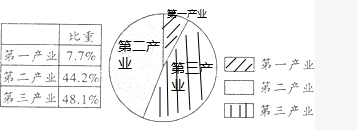 比重
第一产业 7.7%
第二产业 44.2%
第三产业 48.1%
第一产业
第二产
业
第三产
业
第一产业
第二产业
第三产业